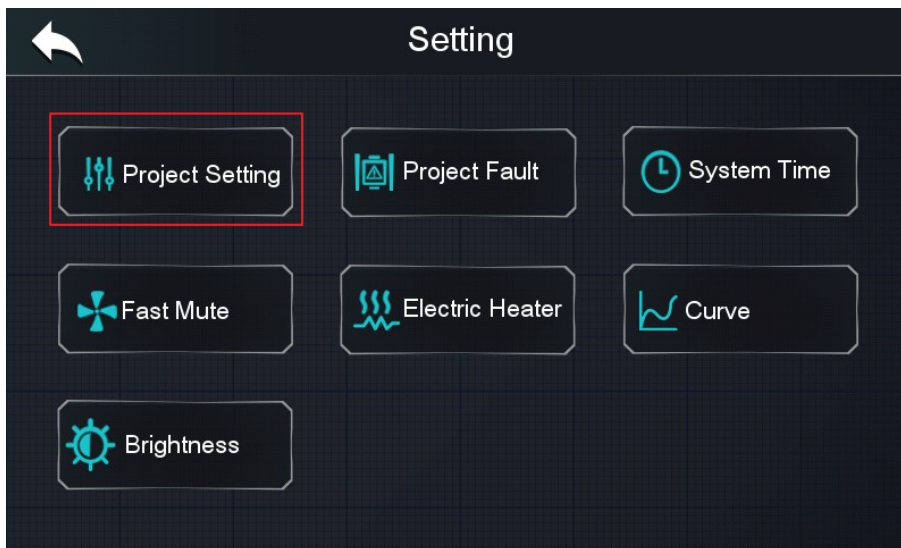 Setting
Project Setting
Project Fault
System Time
Fast Mute
Electric Heater
Curve
Brightness